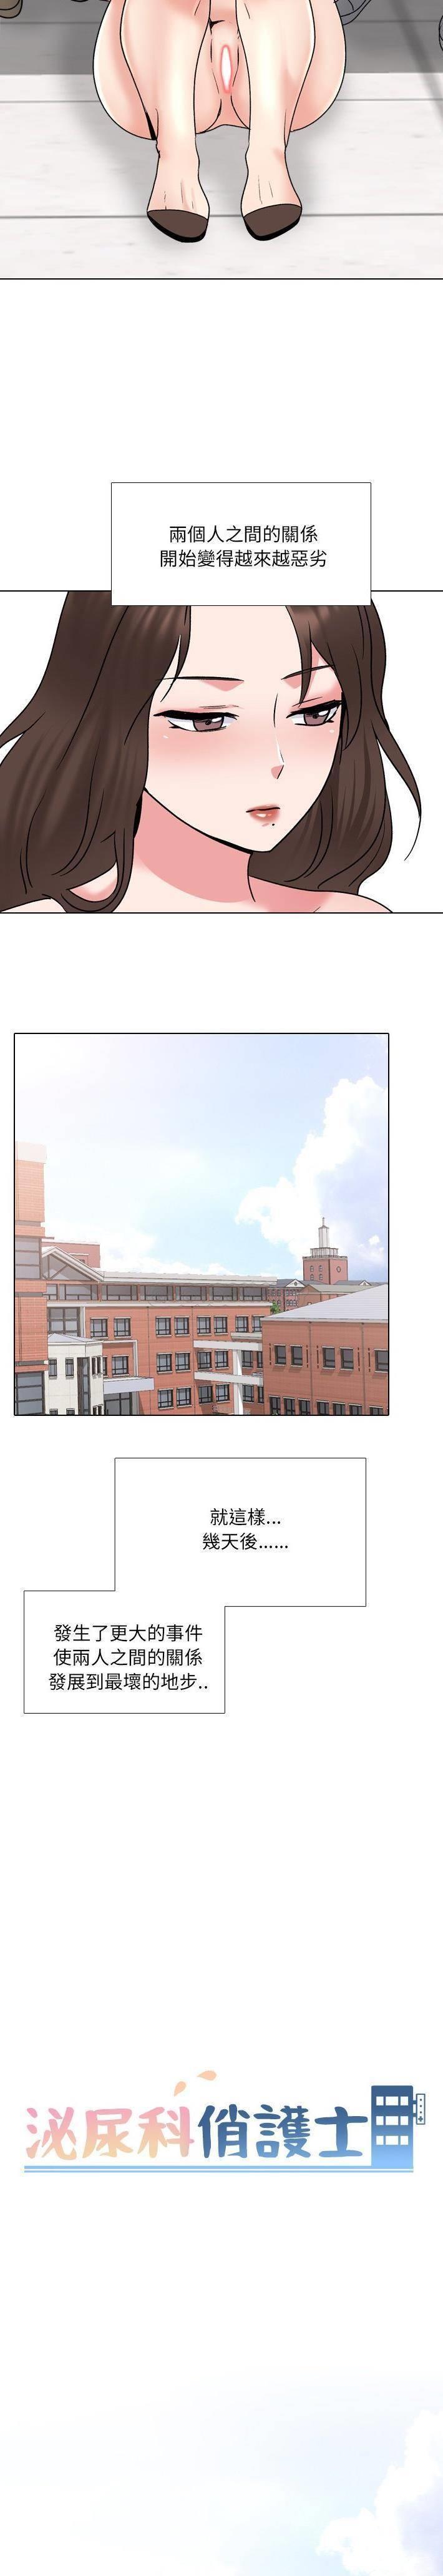 兩個人之間的關係
開始變得越來越惡劣
就這樣...
幾天後......
發生了更大的事件
使兩人之間的關係
發展到最壞的地步..
泌尿科俏護士